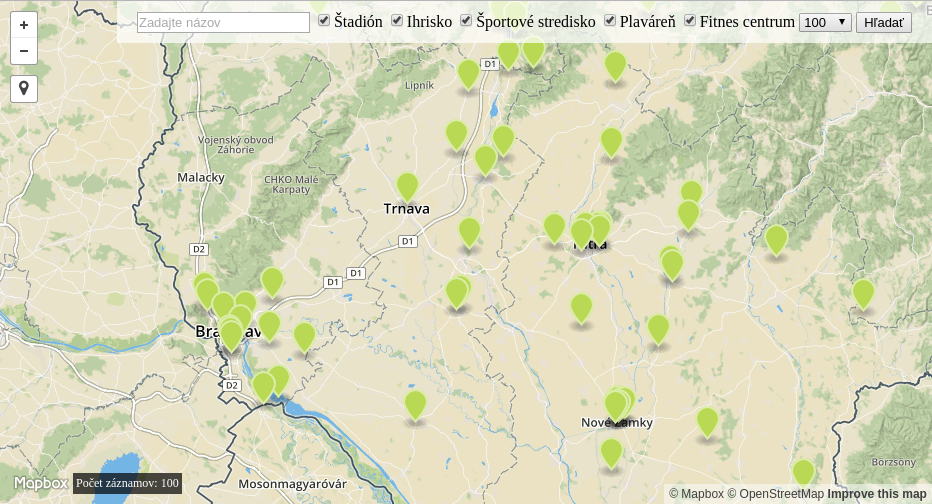 Zadajte názov Štadión Ihrisko Športové stredisko Plaváreň Fitnes centrum 100 Hľadať
+
−
D1
Lipník
Vojenský obvod
Záhorie
Malacky
CHKO Malé
Karpaty
Trnava
D1
D2
D1
D1
D2
Nové Zámky
Borzsony
Mosonmagyaróvár
Mapbox
Počet záznamov: 100
© Mapbox © OpenStreetMap Improve this map